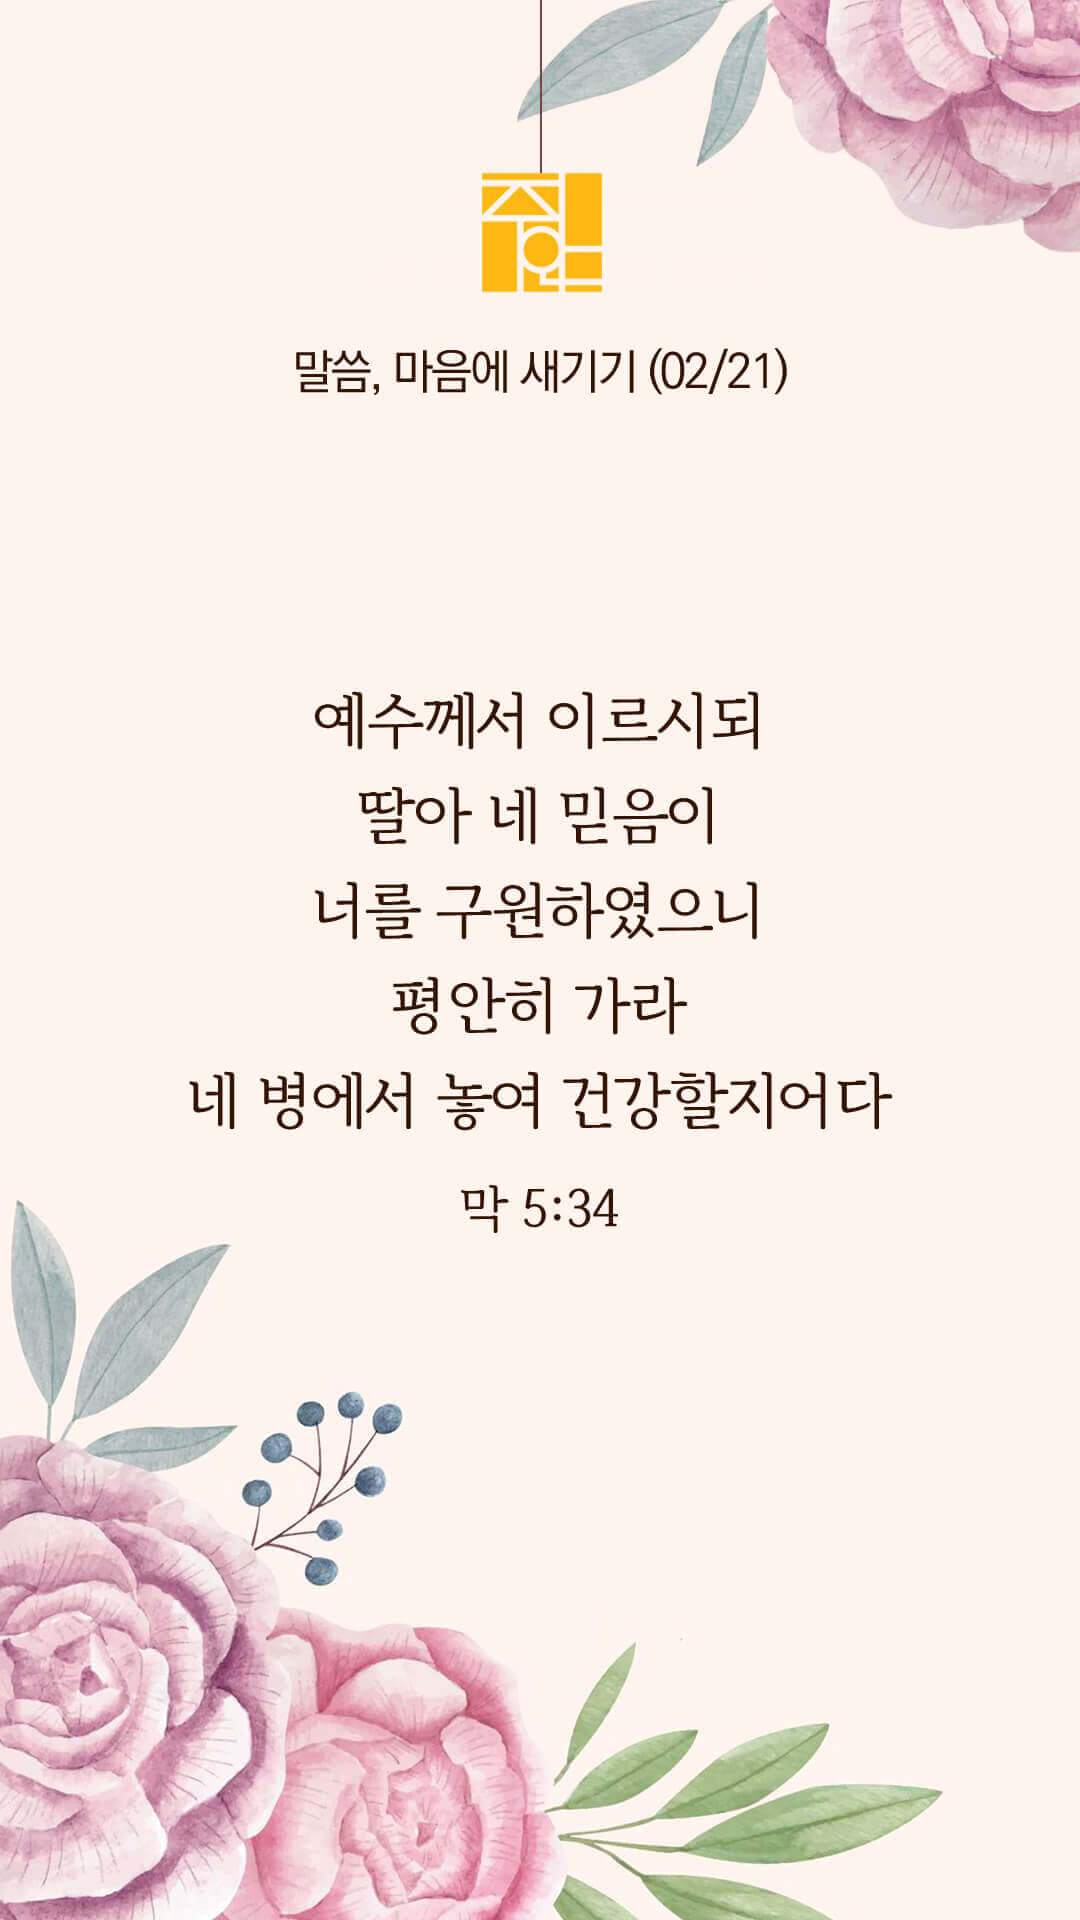 말씀, 마음에 새기기 (02/21)
예수께서 이르시되
딸아 네 믿음이
너를 구원하였으니
평안히 가라
네 병에서 놓여 건강할지어다
막 5:34